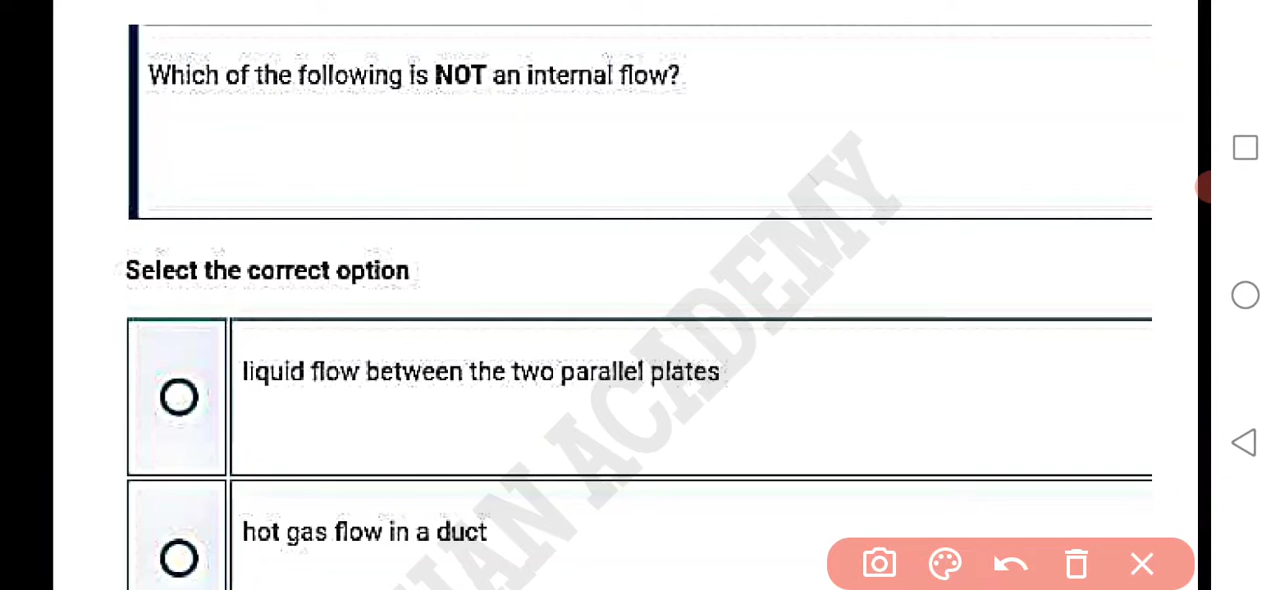 Which of the following is NOT an internal flow?
Select the correct option
liquid flow between the two parallel plates
hot gas flow in a duct
ACADEMY